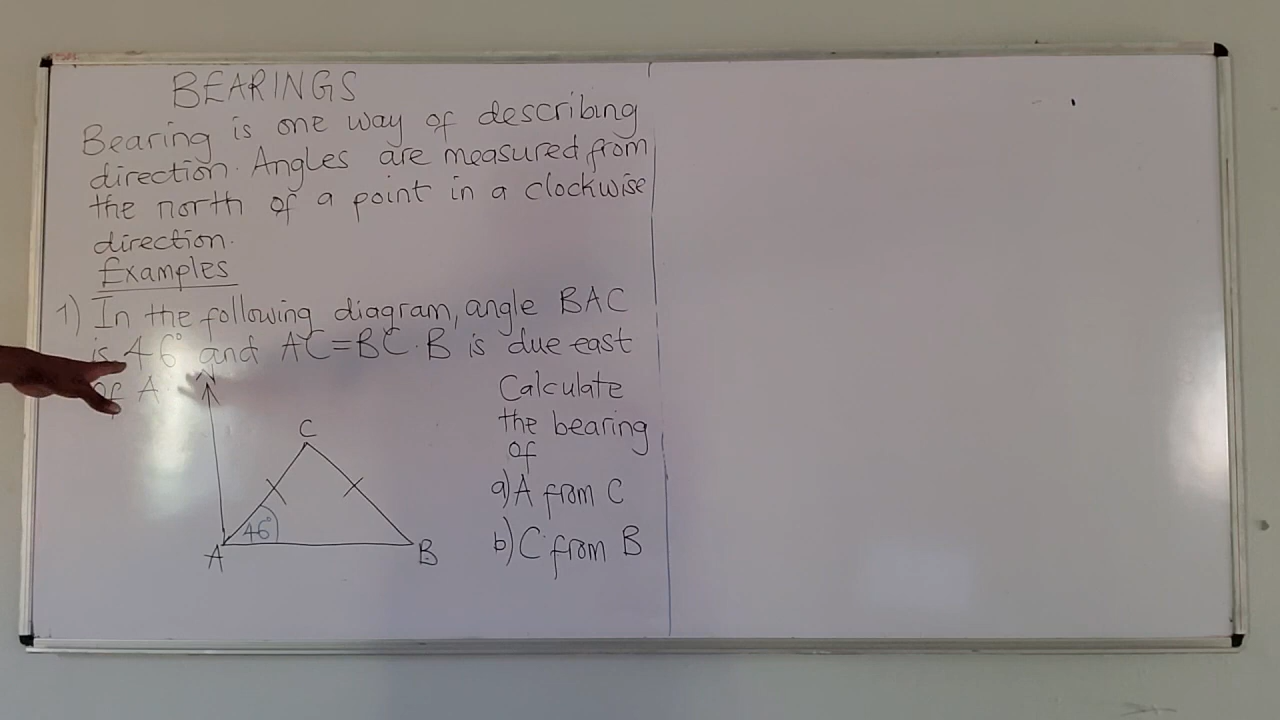 BEARINGS
Bearing is one way of describing
direction. Angles are measured from
the north of a point in a clockwise
direction.
Examples
1) In the following diagram, angle BAC
is 46° and AC=BC. B is due east
of A
N
C
46°
A
B
Calculate
the bearing
of
a) A from C
b) C from B